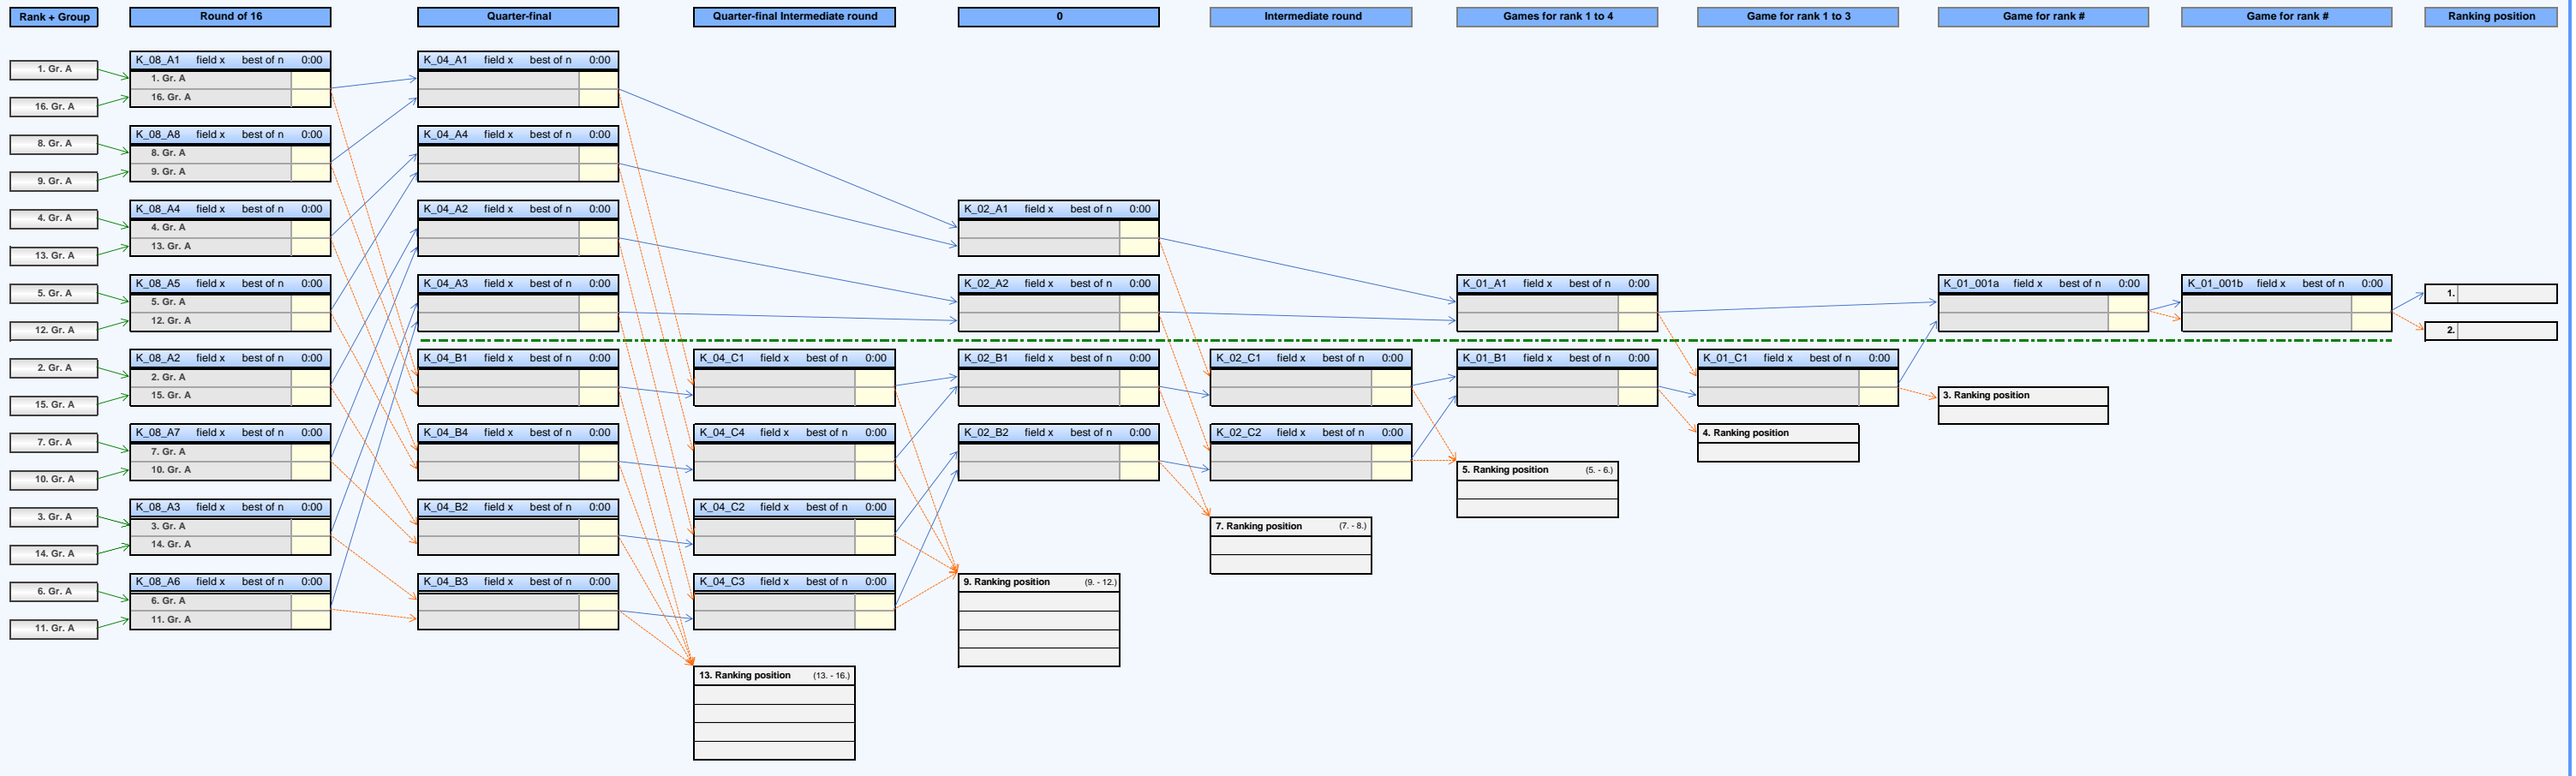 Rank + Group
Round of 16
Quarter-final
Quarter-final Intermediate round
0
Intermediate round
Games for rank 1 to 4
Game for rank 1 to 3
Game for rank #
Game for rank #
Ranking position
1. Gr. A
16. Gr. A
8. Gr. A
9. Gr. A
4. Gr. A
13. Gr. A
5. Gr. A
12. Gr. A
2. Gr. A
15. Gr. A
7. Gr. A
10. Gr. A
3. Gr. A
14. Gr. A
6. Gr. A
11. Gr. A
K_08_A1 field x best of n 0:00
1. Gr. A
16. Gr. A
K_08_A8 field x best of n 0:00
8. Gr. A
9. Gr. A
K_08_A4 field x best of n 0:00
4. Gr. A
13. Gr. A
K_08_A5 field x best of n 0:00
5. Gr. A
12. Gr. A
K_08_A2 field x best of n 0:00
2. Gr. A
15. Gr. A
K_08_A7 field x best of n 0:00
7. Gr. A
10. Gr. A
K_08_A3 field x best of n 0:00
3. Gr. A
14. Gr. A
K_08_A6 field x best of n 0:00
6. Gr. A
11. Gr. A
K_04_A1 field x best of n 0:00
K_04_A4 field x best of n 0:00
K_04_A2 field x best of n 0:00
K_04_A3 field x best of n 0:00
K_04_B1 field x best of n 0:00
K_04_B4 field x best of n 0:00
K_04_B2 field x best of n 0:00
K_04_B3 field x best of n 0:00
K_04_C1 field x best of n 0:00
K_04_C4 field x best of n 0:00
K_04_C2 field x best of n 0:00
K_04_C3 field x best of n 0:00
13. Ranking position (13. - 16.)
K_02_A1 field x best of n 0:00
K_02_A2 field x best of n 0:00
K_02_B1 field x best of n 0:00
K_02_B2 field x best of n 0:00
9. Ranking position (9. - 12.)
K_02_C1 field x best of n 0:00
K_02_C2 field x best of n 0:00
7. Ranking position (7. - 8.)
K_01_A1 field x best of n 0:00
K_01_B1 field x best of n 0:00
5. Ranking position (5. - 6.)
K_01_C1 field x best of n 0:00
4. Ranking position
K_01_001a field x best of n 0:00
3. Ranking position
K_01_001b field x best of n 0:00
1.
2.